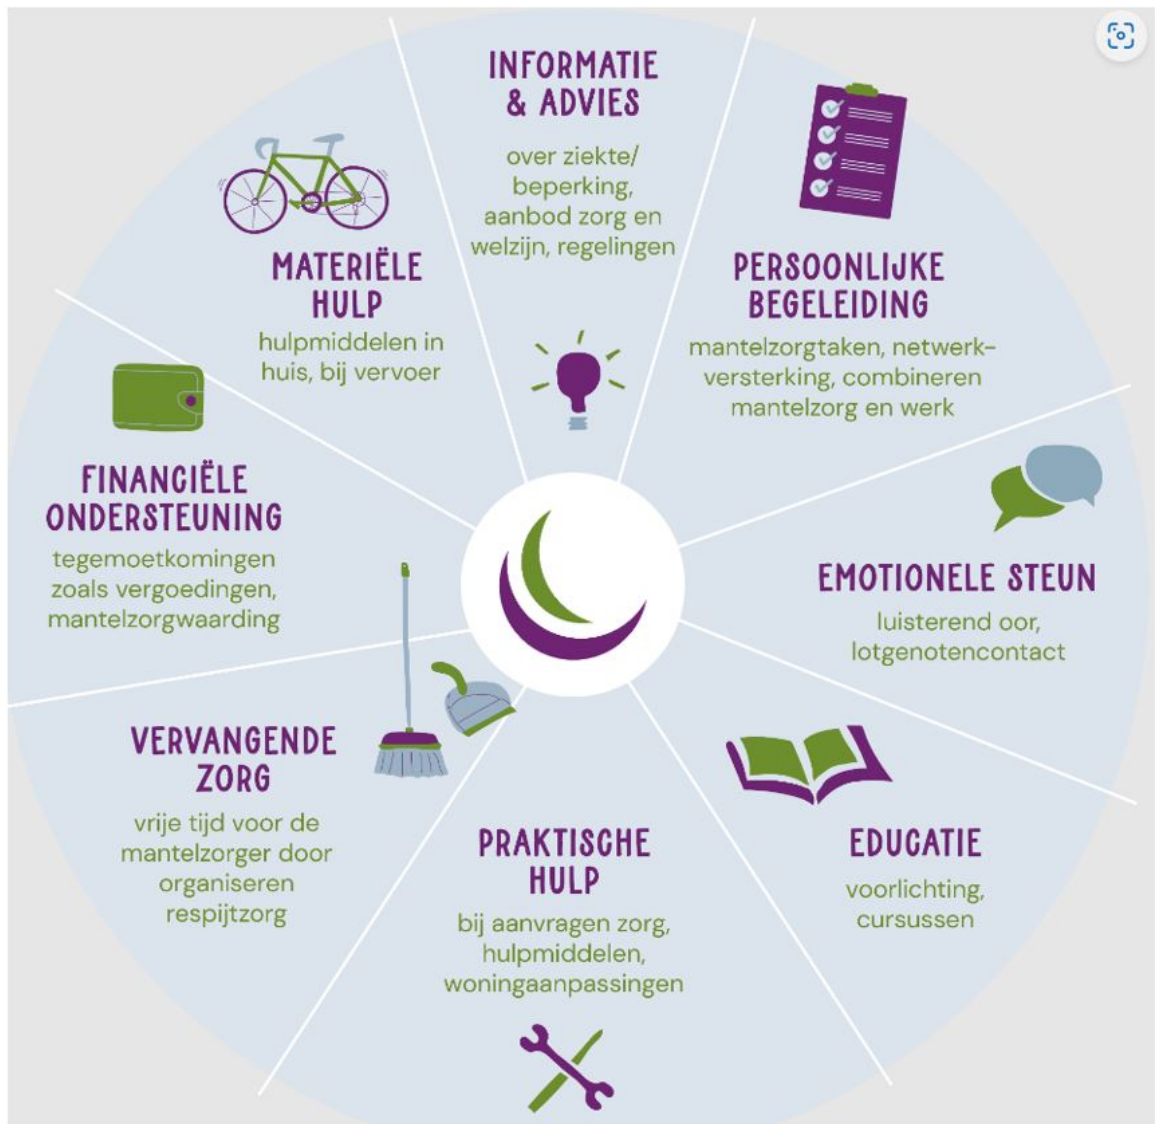 INFORMATIE
& ADVIES
over ziekte/
beperking,
aanbod zorg en
welzijn, regelingen
PERSOONLIJKE
BEGELEIDING
mantelzorgtaken, netwerk-
versterking, combineren
mantelzorg en werk
EMOTIONELE STEUN
luisterend oor,
lotgenotencontact
EDUCATIE
voorlichting,
cursussen
PRAKTISCHE
HULP
bij aanvragen zorg,
hulpmiddelen,
woningaanpassingen
VERVANGENDE
ZORG
vrije tijd voor de
mantelzorger door
organiseren
respijtzorg
FINANCIËLE
ONDERSTEUNING
tegemoetkomingen
zoals vergoedingen,
mantelzorgwaarding
MATERIËLE
HULP
hulpmiddelen in
huis, bij vervoer